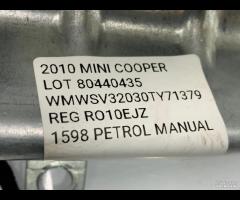 2010 MINI COOPER
LOT 80440435
WMWSV32030TY71379
REG RO10EJZ
1598 PETROL MANUAL